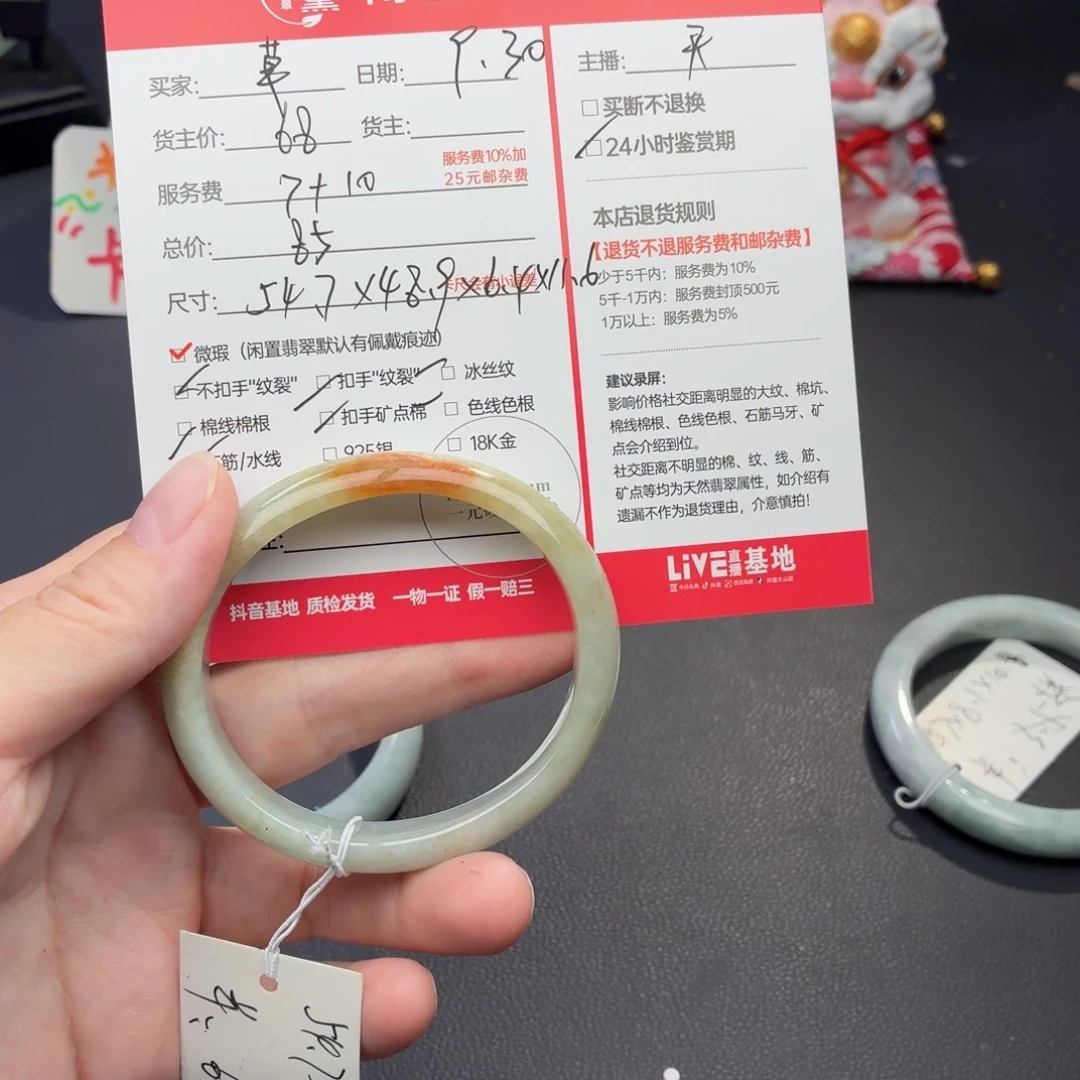 买家: 草 日期: 9.30
货主价: 68 货主:
服务费10%加
服务费 7+10 25元邮杂费
总价: 85
尺寸: 54.7×48.9×6.4×11.6
微瑕（闲置翡翠默认有佩戴痕迹）
不扣手"纹裂" 扣手"纹裂" 冰丝纹
棉线棉根 扣手矿点棉 色线色根
筋/水线 925银 18K金
抖音基地 质检发货 一物一证 假一赔三
主播:
买断不退换
24小时鉴赏期
本店退货规则
【退货不退服务费和邮杂费】
少于5千内：服务费为10%
5千-1万内：服务费封顶500元
1万以上：服务费为5%
建议录屏：
影响价格社交距离明显的大纹、棉坑、
棉线棉根、色线色根、石筋马牙、矿
点会介绍到位。
社交距离不明显的棉、纹、线、筋、
矿点等均为天然翡翠属性，如介绍有
遗漏不作为退货理由，介意慎拍！
LiVE直播基地
54.7